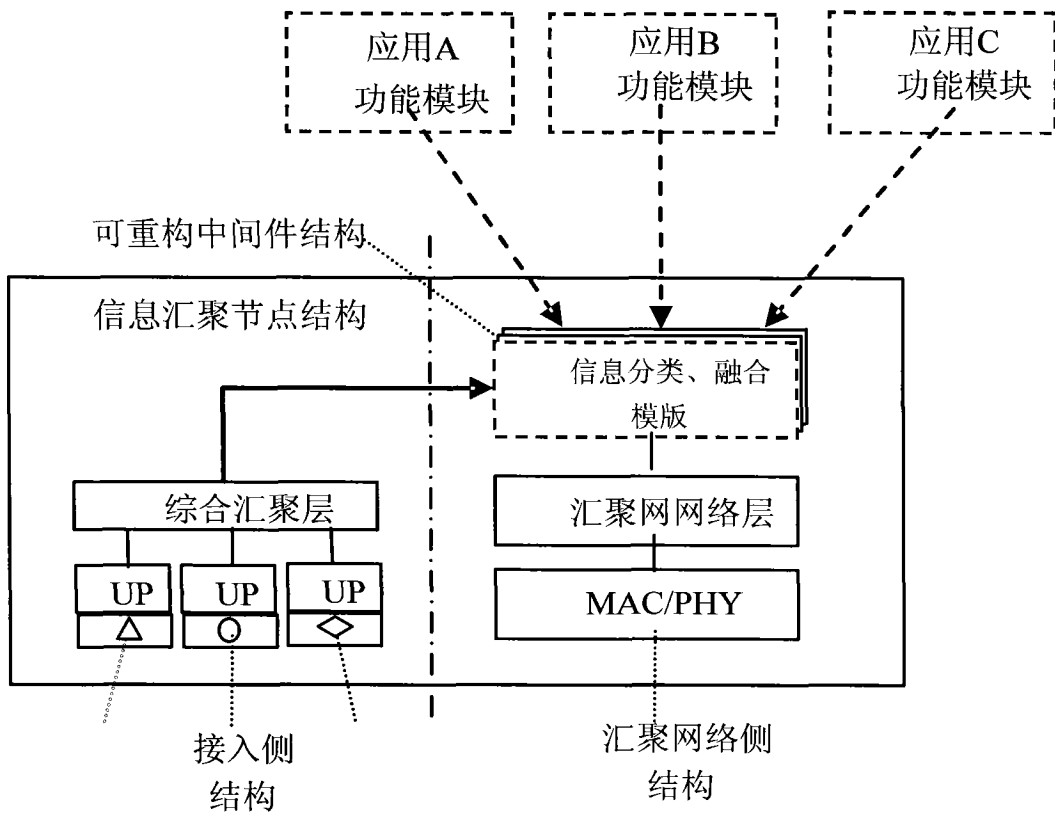 应用A
功能模块
应用B
功能模块
应用C
功能模块
可重构中间件结构
信息汇聚节点结构
信息分类、融合
模版
综合汇聚层
汇聚网网络层
UP
UP
UP
MAC/PHY
接入侧
结构
汇聚网络侧
结构